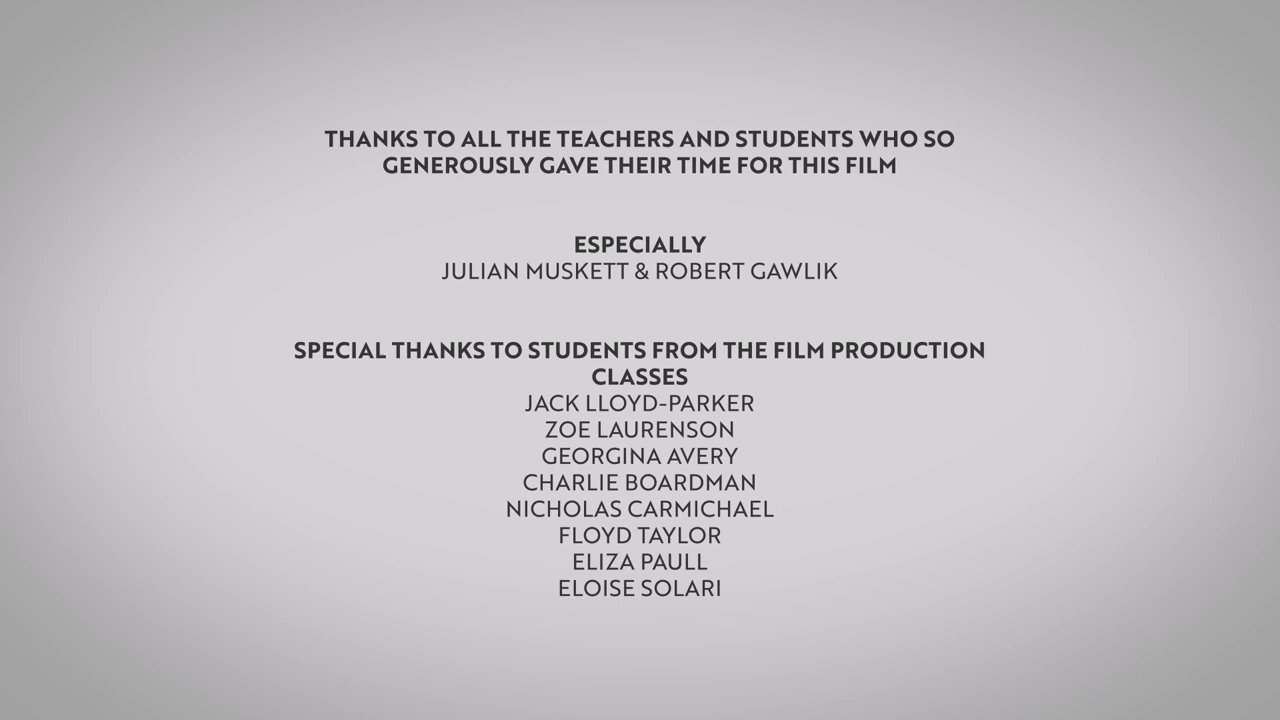 THANKS TO ALL THE TEACHERS AND STUDENTS WHO SO
GENEROUSLY GAVE THEIR TIME FOR THIS FILM
ESPECIALLY
JULIAN MUSKETT & ROBERT GAWLIK
SPECIAL THANKS TO STUDENTS FROM THE FILM PRODUCTION
CLASSES
JACK LLOYD-PARKER
ZOE LAURENSON
GEORGINA AVERY
CHARLIE BOARDMAN
NICHOLAS CARMICHAEL
FLOYD TAYLOR
ELIZA PAULL
ELOISE SOLARI